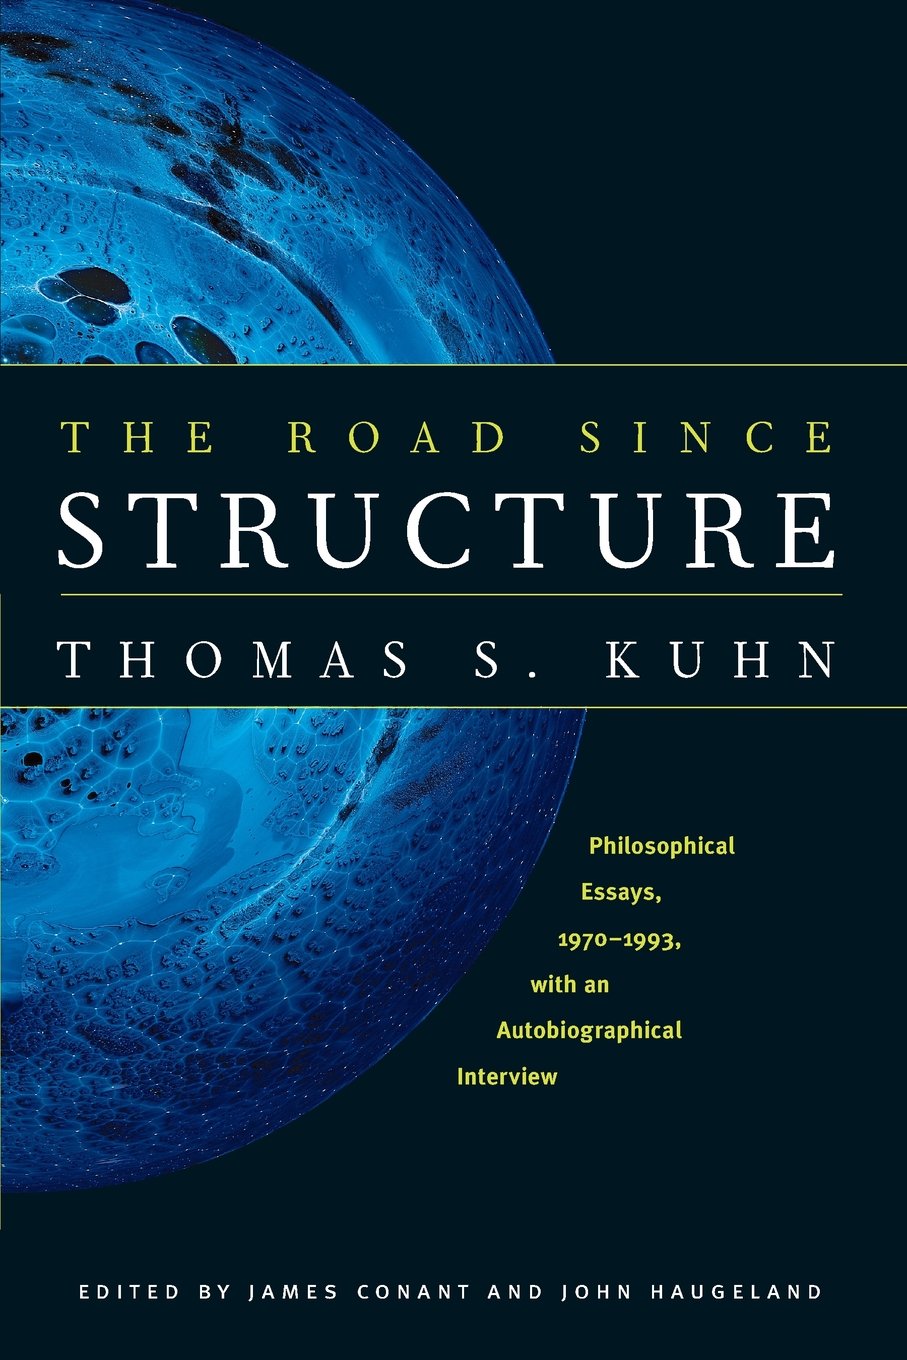 THE ROAD SINCE
STRUCTURE
THOMAS S. KUHN
Philosophical
Essays,
1970–1993,
with an
Autobiographical
Interview
EDITED BY JAMES CONANT AND JOHN HAUGELAND